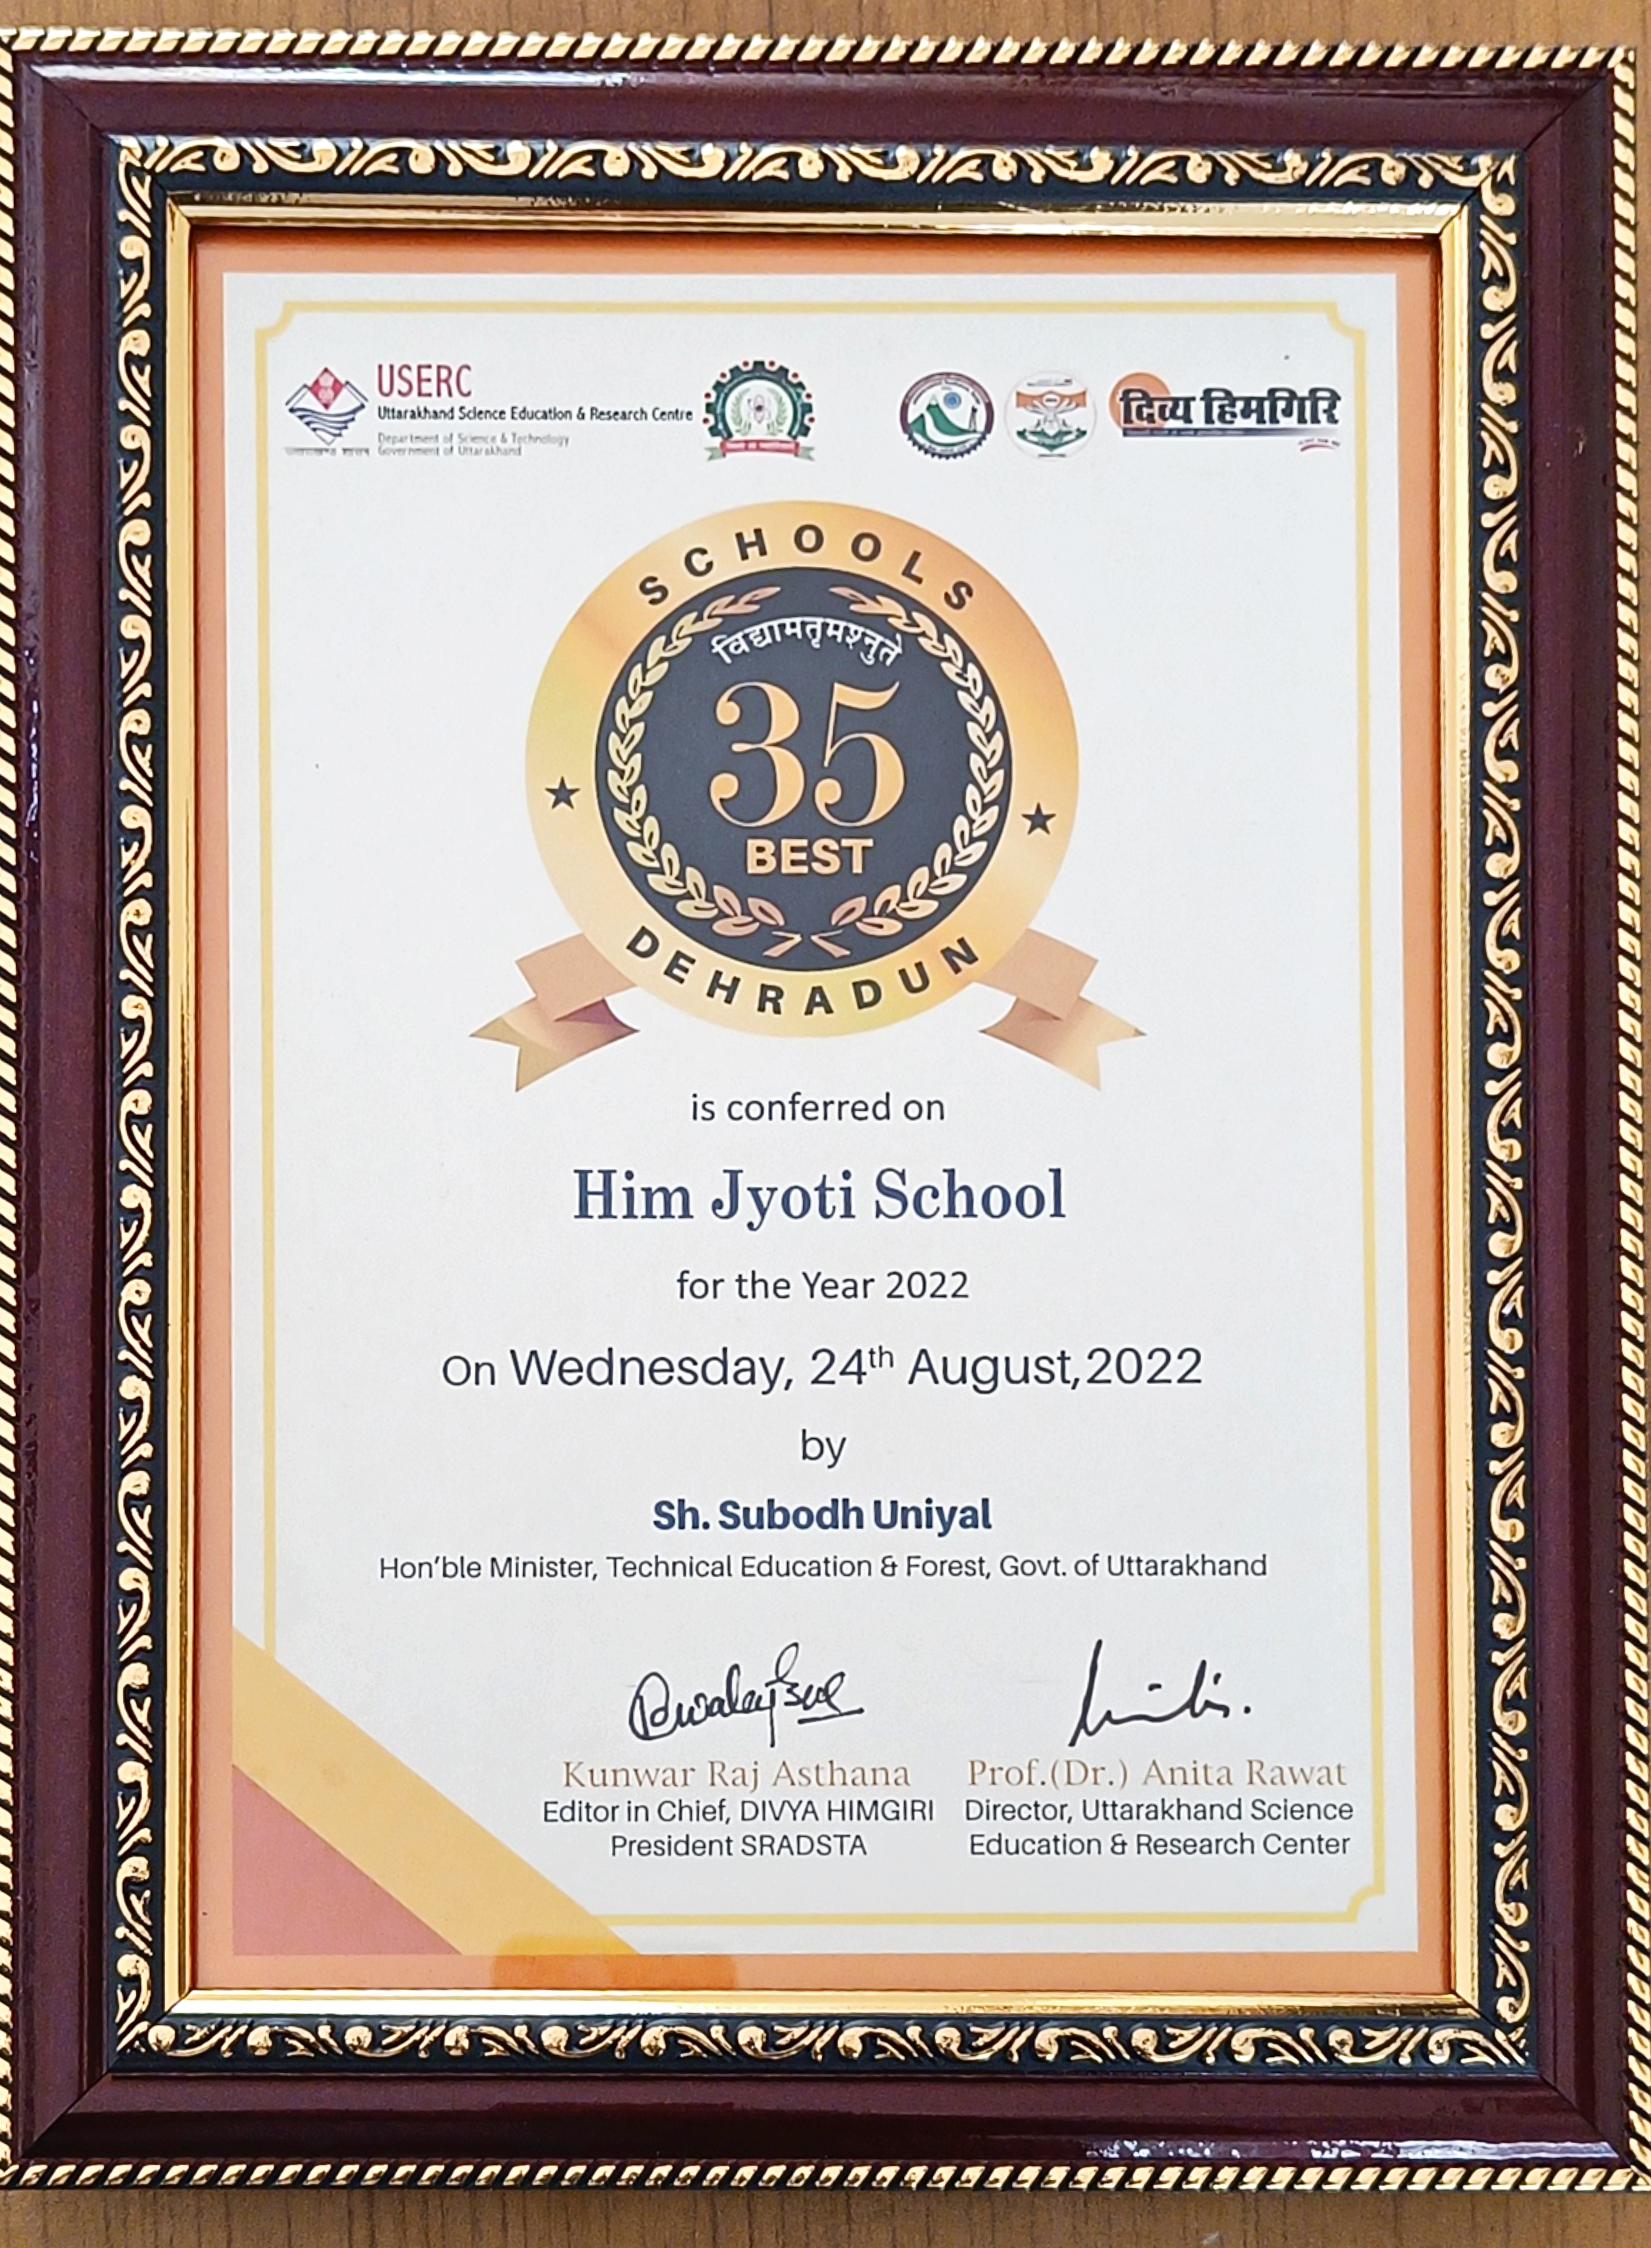 USERC
Uttarakhand Science Education & Research Centre
Department of Science & Technology
Government of Uttarakhand
दिव्य हिमगिरि
SCHOOLS
विद्यामतृमश्नुते
35
BEST
DEHRADUN
is conferred on
Him Jyoti School
for the Year 2022
On Wednesday, 24th August,2022
by
Sh. Subodh Uniyal
Hon'ble Minister, Technical Education & Forest, Govt. of Uttarakhand
Kunwar Raj Asthana
Editor in Chief, DIVYA HIMGIRI
President SRADSTA
Prof.(Dr.) Anita Rawat
Director, Uttarakhand Science
Education & Research Center